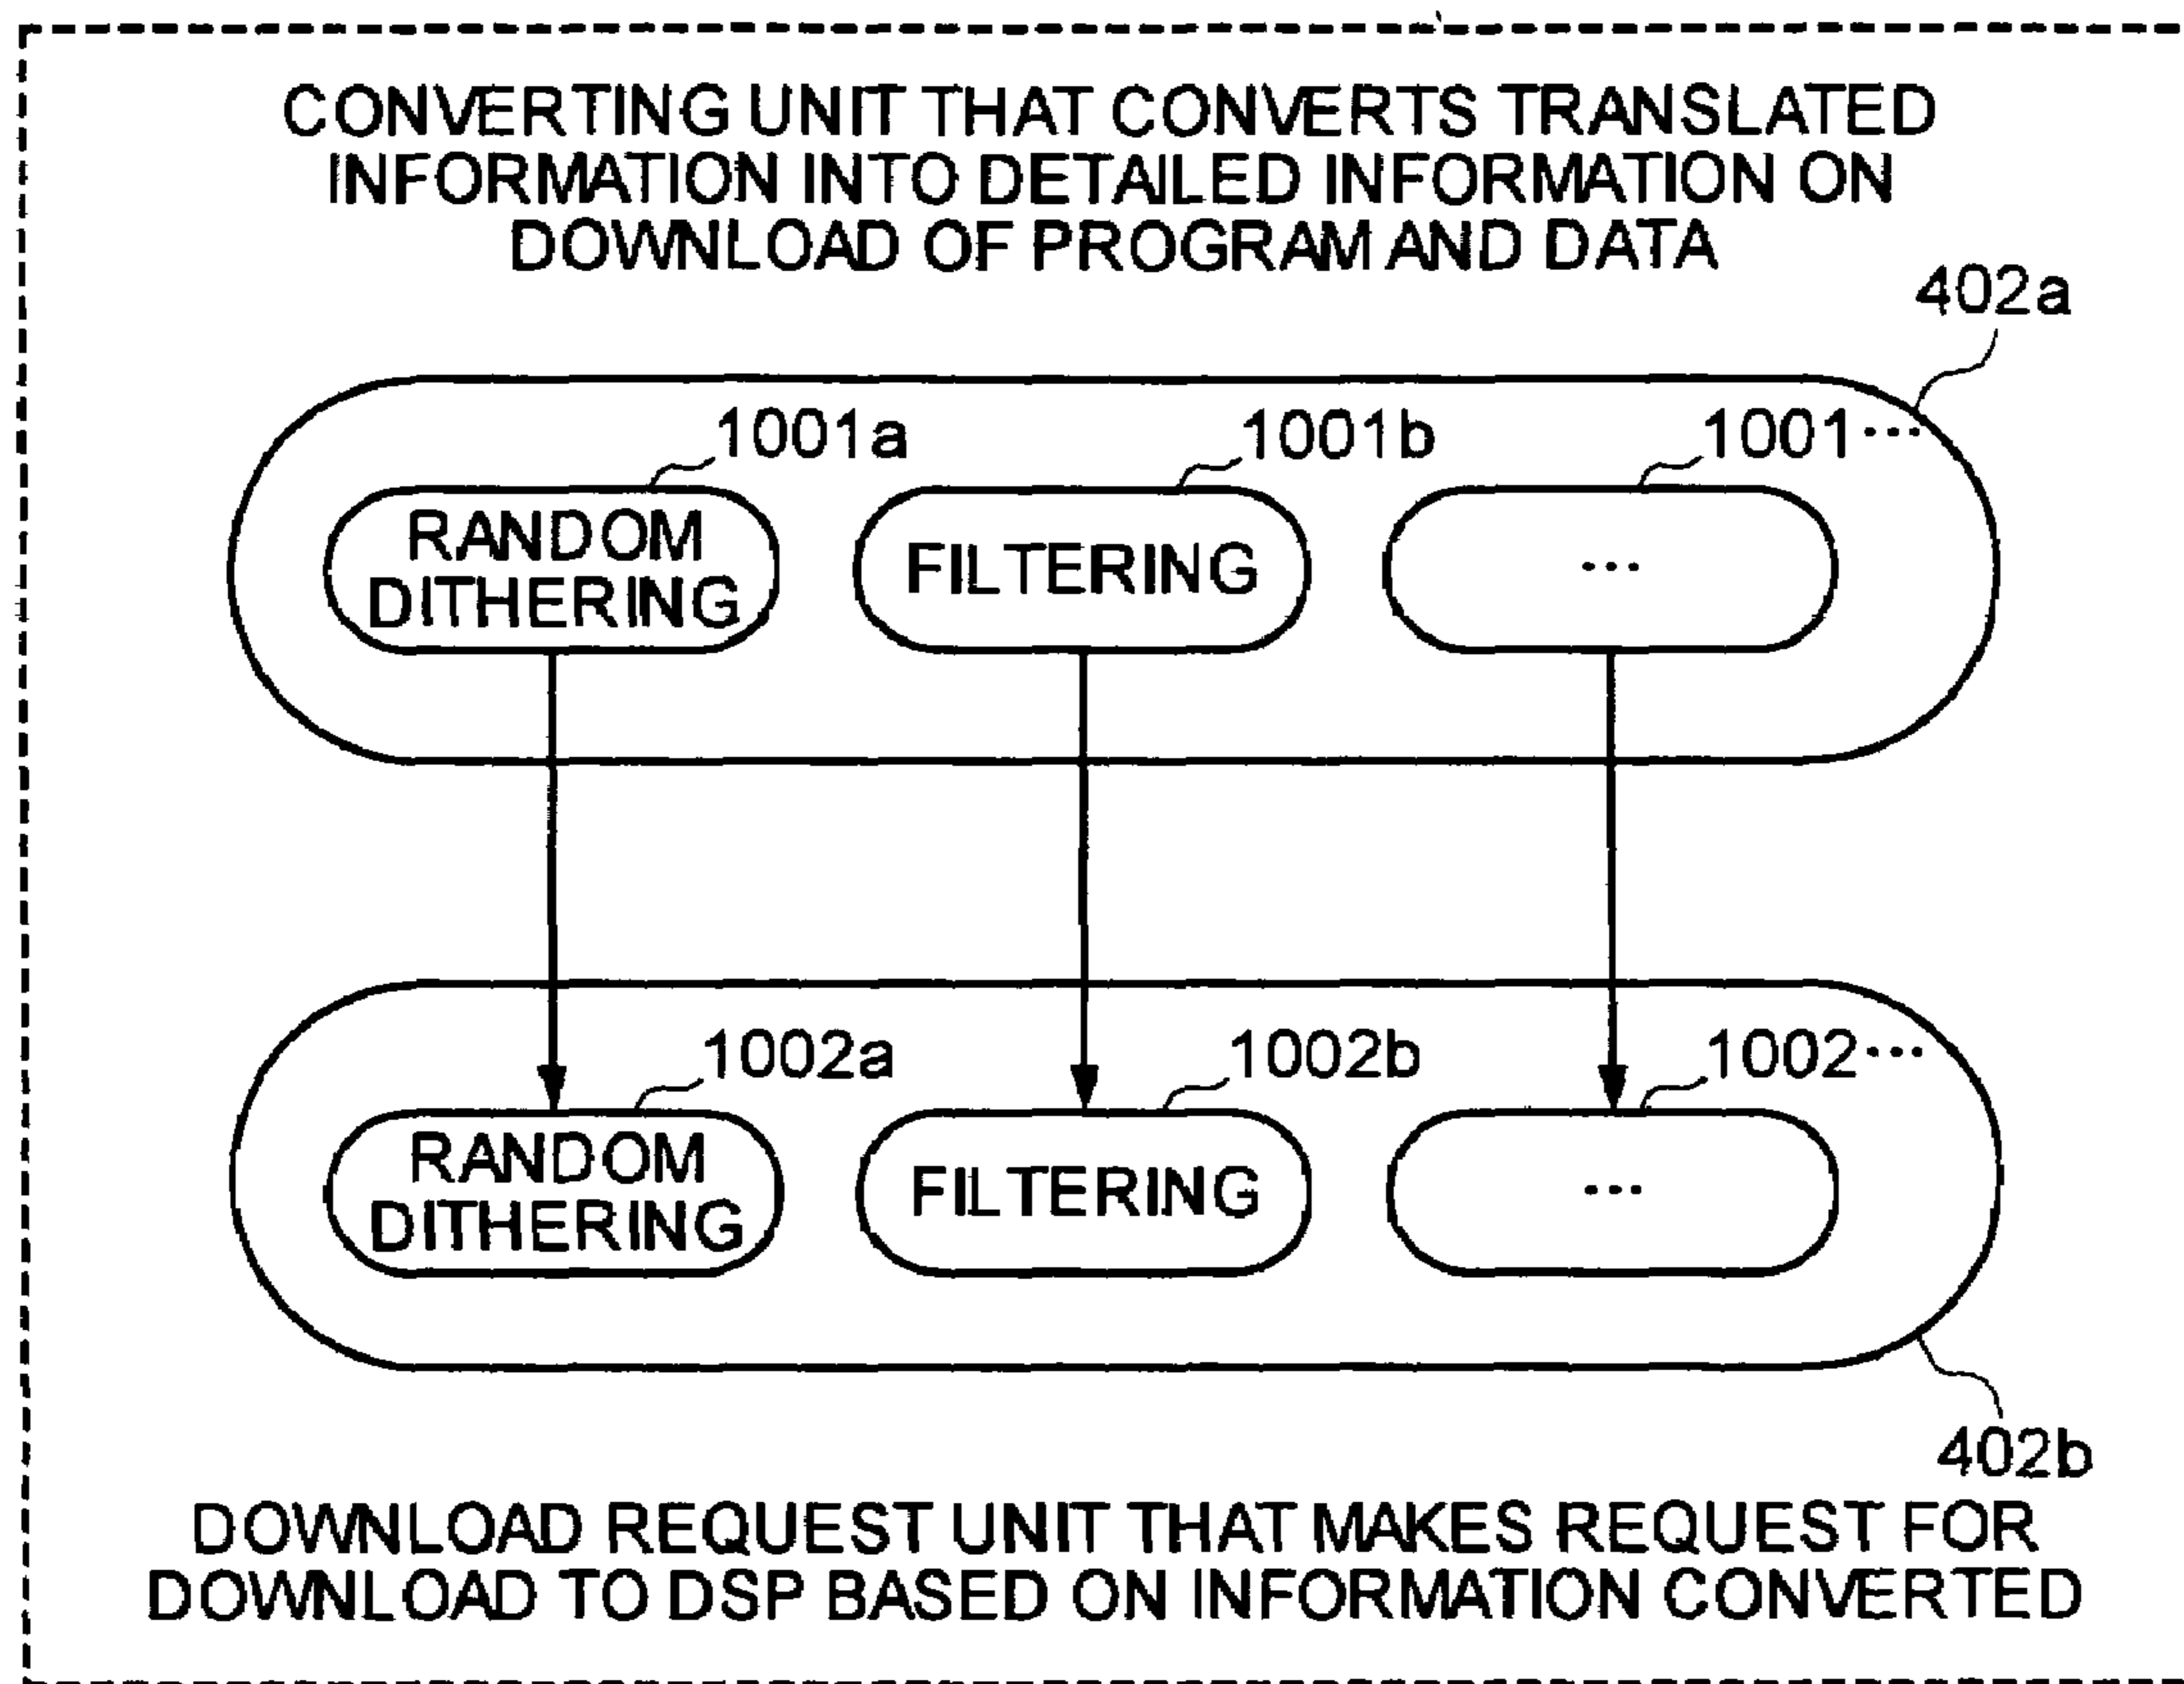 CONVERTING UNIT THAT CONVERTS TRANSLATED
INFORMATION INTO DETAILED INFORMATION ON
DOWNLOAD OF PROGRAM AND DATA
402a
1001a
1001b
1001...
RANDOM
DITHERING
FILTERING
...
1002a
1002b
1002...
RANDOM
DITHERING
FILTERING
...
402b
DOWNLOAD REQUEST UNIT THAT MAKES REQUEST FOR
DOWNLOAD TO DSP BASED ON INFORMATION CONVERTED